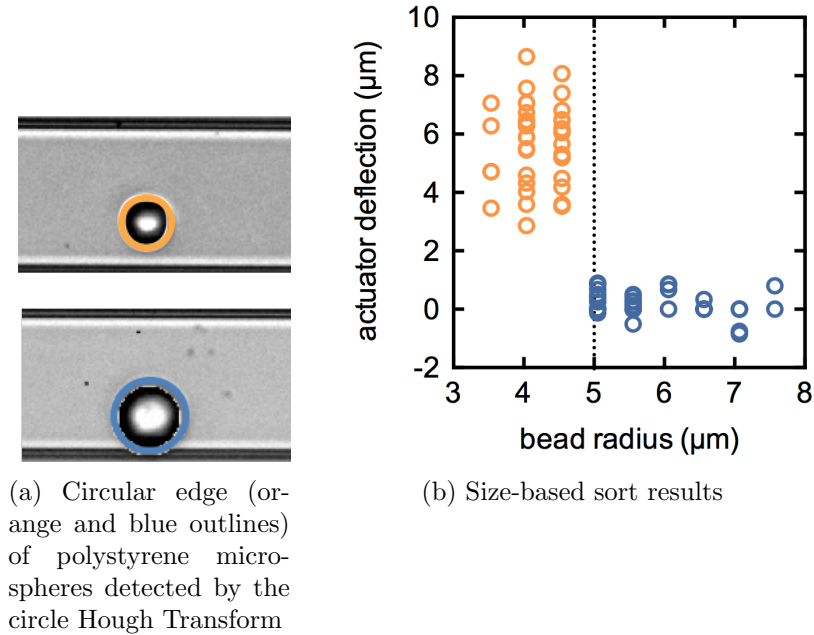 10
8
6
4
2
0
-2
actuator deflection (μm)
3 4 5 6 7 8
bead radius (μm)
(a) Circular edge (or-
ange and blue outlines)
of polystyrene micro-
spheres detected by the
circle Hough Transform
(b) Size-based sort results